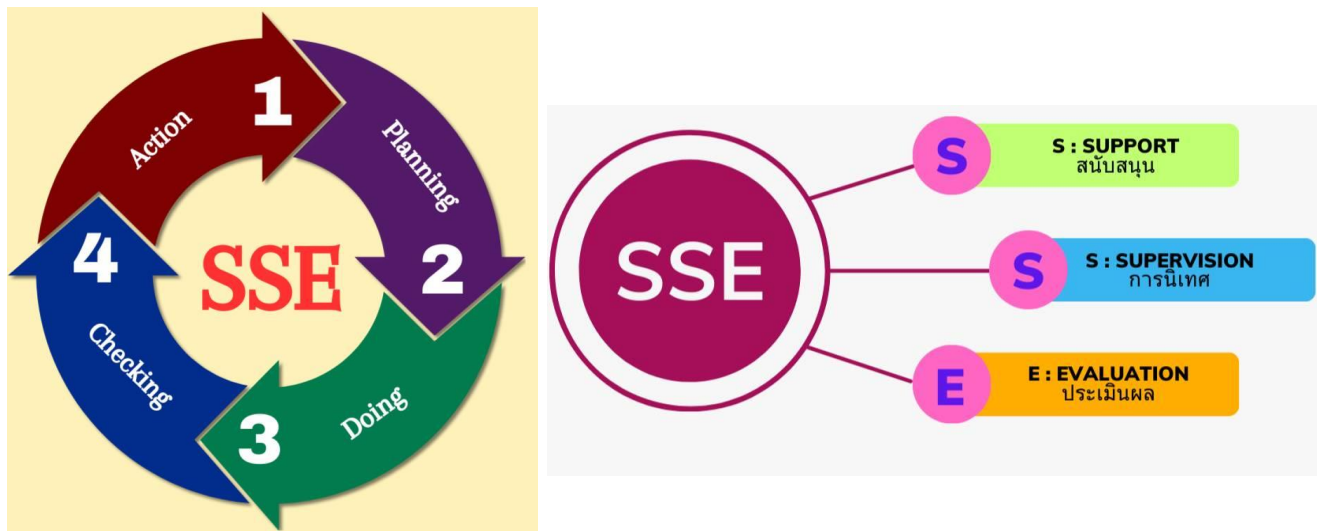 1
Action
Planning
2
Doing
3
Checking
4
SSE
SSE
S
S : SUPPORT
สนับสนุน
S
S : SUPERVISION
การนิเทศ
E
E : EVALUATION
ประเมินผล